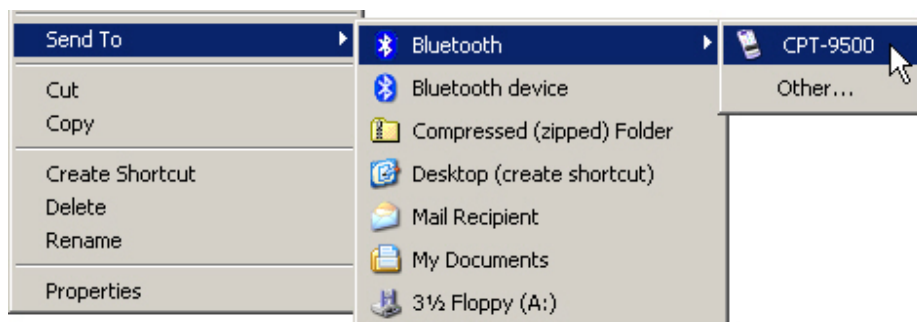 Send To
Cut
Copy
Create Shortcut
Delete
Rename
Properties
Bluetooth
Bluetooth device
Compressed (zipped) Folder
Desktop (create shortcut)
Mail Recipient
My Documents
3½ Floppy (A:)
CPT-9500
Other...